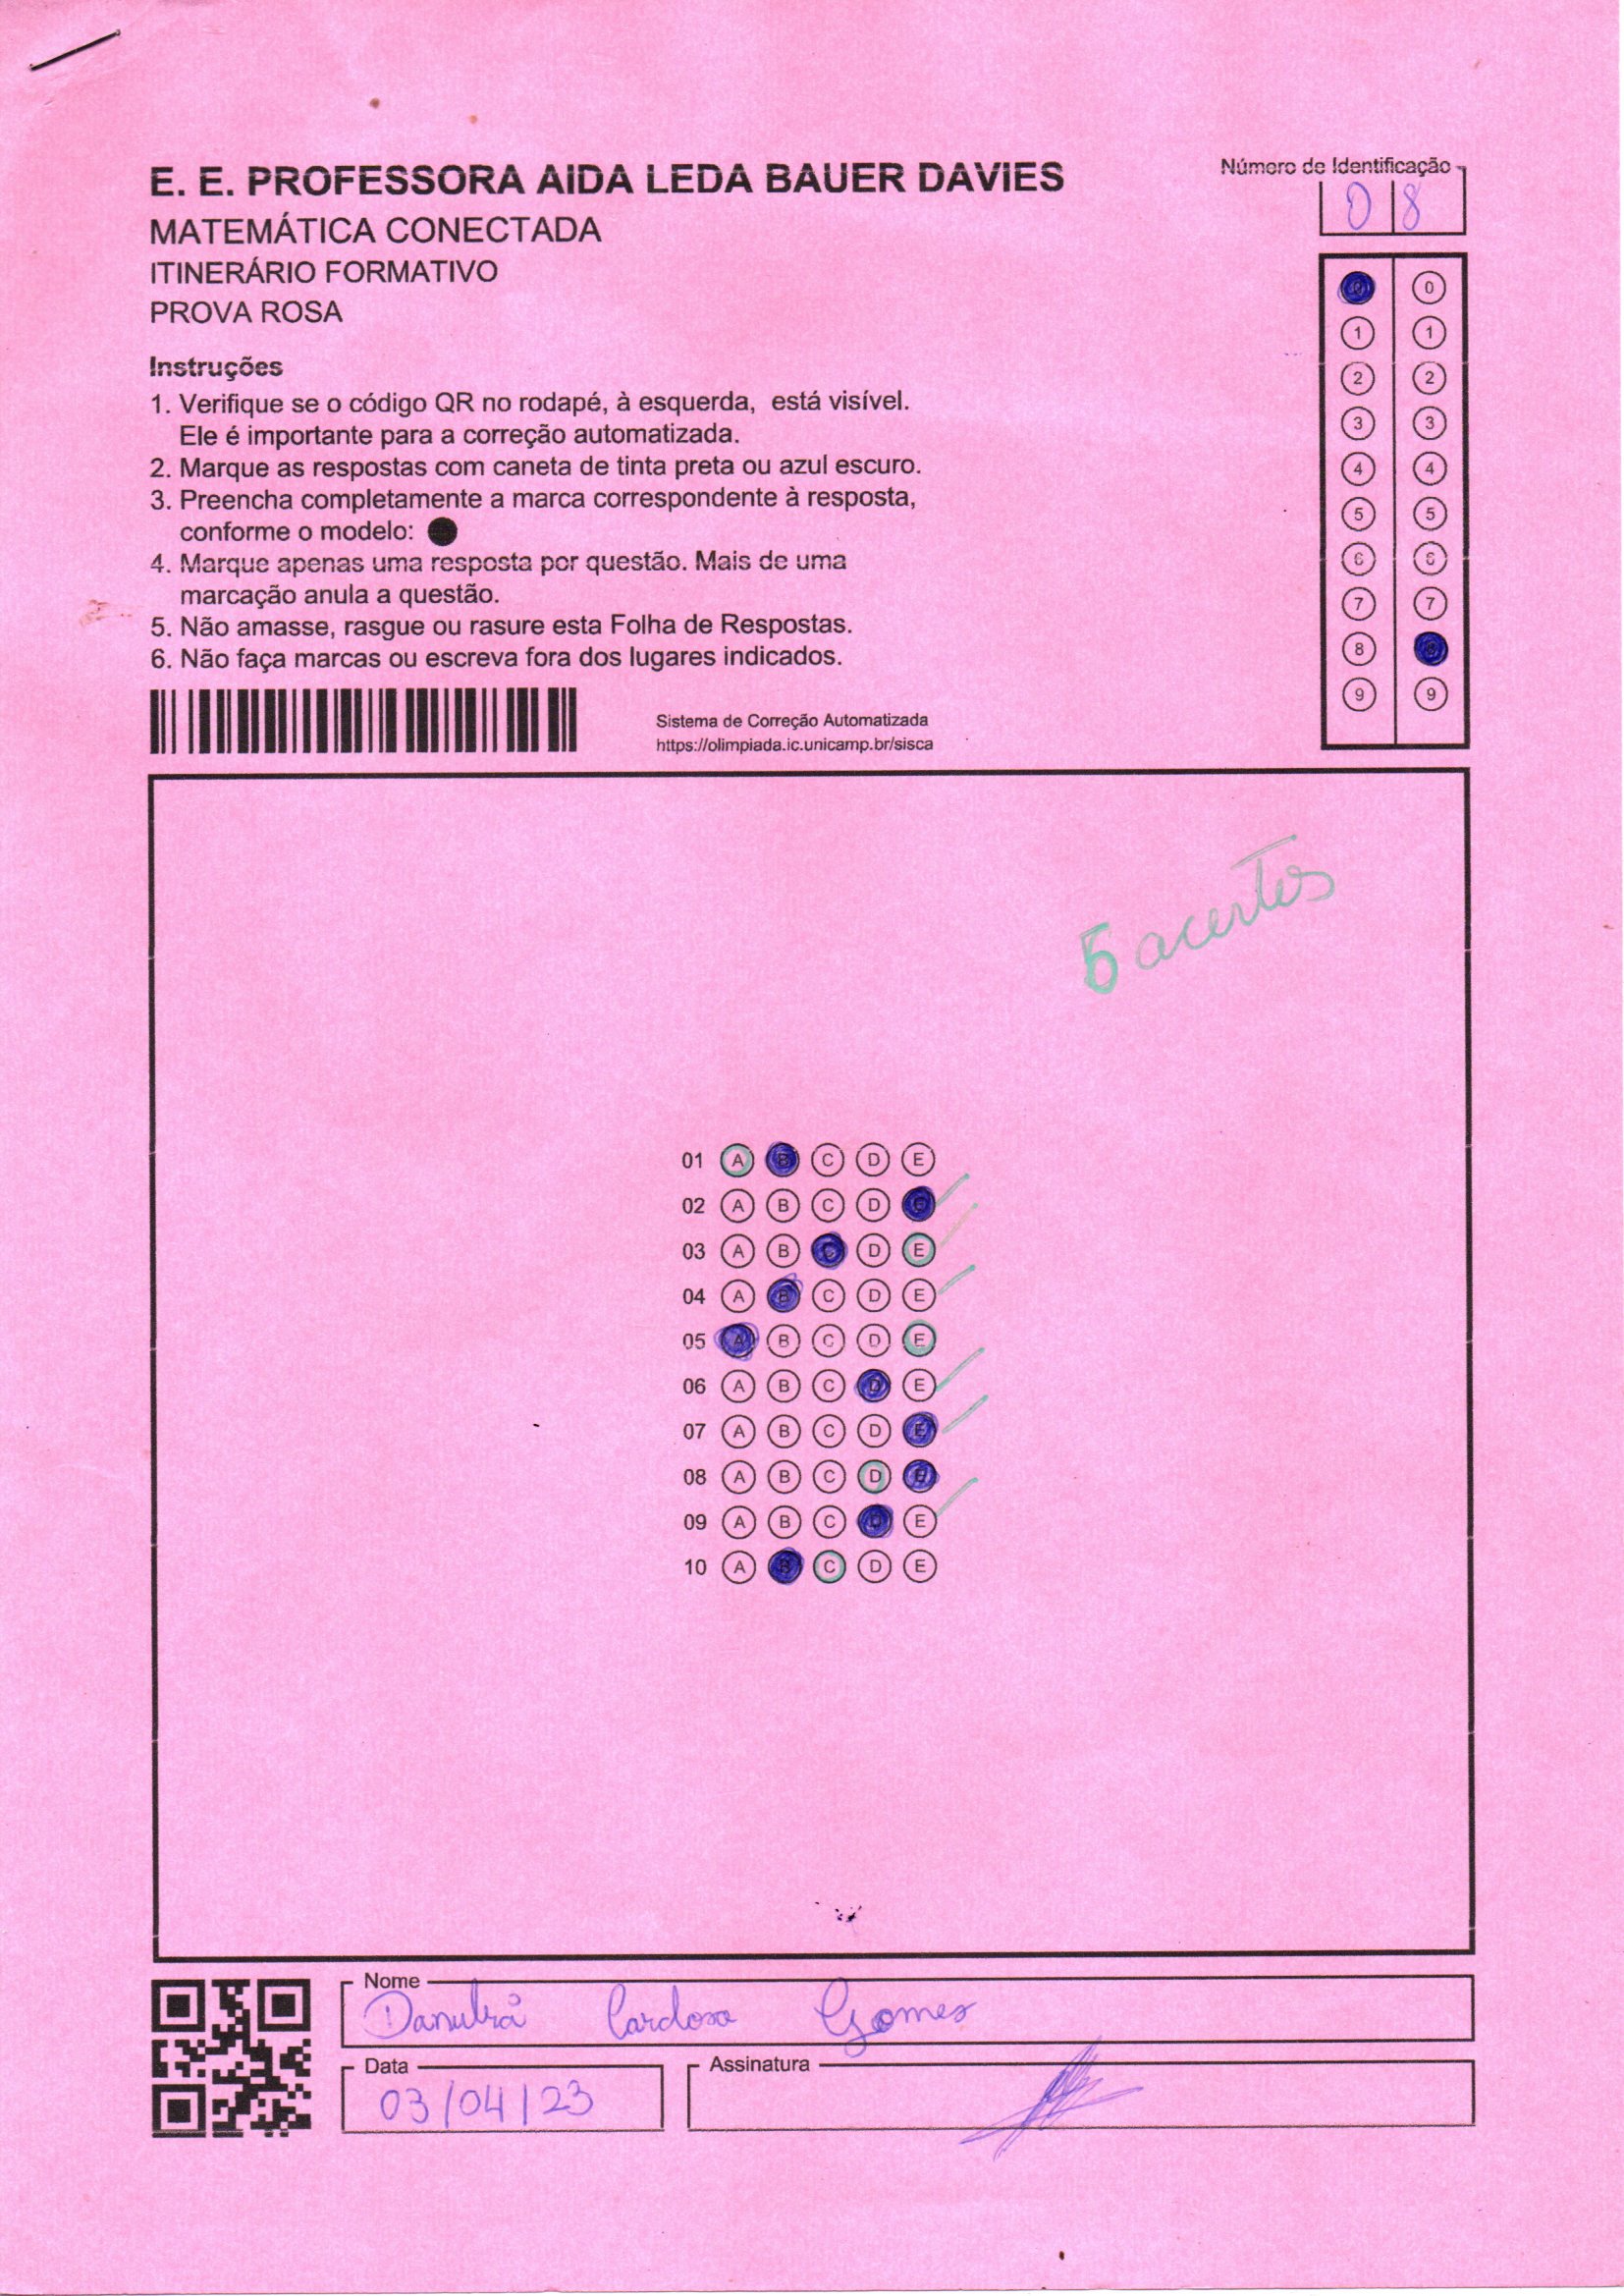 E. E. PROFESSORA AIDA LEDA BAUER DAVIES
MATEMÁTICA CONECTADA
ITINERÁRIO FORMATIVO
PROVA ROSA
Número de Identificação
0 8
0 0
1 1
2 2
3 3
4 4
5 5
6 6
7 7
8 8
9 9
Instruções
1. Verifique se o código QR no rodapé, à esquerda, está visível.
Ele é importante para a correção automatizada.
2. Marque as respostas com caneta de tinta preta ou azul escuro.
3. Preencha completamente a marca correspondente à resposta,
conforme o modelo:
4. Marque apenas uma resposta por questão. Mais de uma
marcação anula a questão.
5. Não amasse, rasgue ou rasure esta Folha de Respostas.
6. Não faça marcas ou escreva fora dos lugares indicados.
Sistema de Correção Automatizada
https://olimpiada.ic.unicamp.br/sisca
5 acertos
01 A B C D E
02 A B C D E
03 A B C D E
04 A B C D E
05 A B C D E
06 A B C D E
07 A B C D E
08 A B C D E
09 A B C D E
10 A B C D E
Nome
Cardoso Gomes
Data
03/04/23
Assinatura